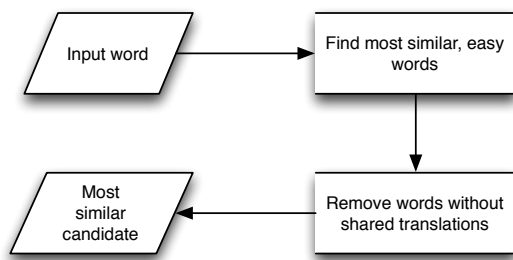 Input word
Find most similar, easy
words
Remove words without
shared translations
Most
similar
candidate